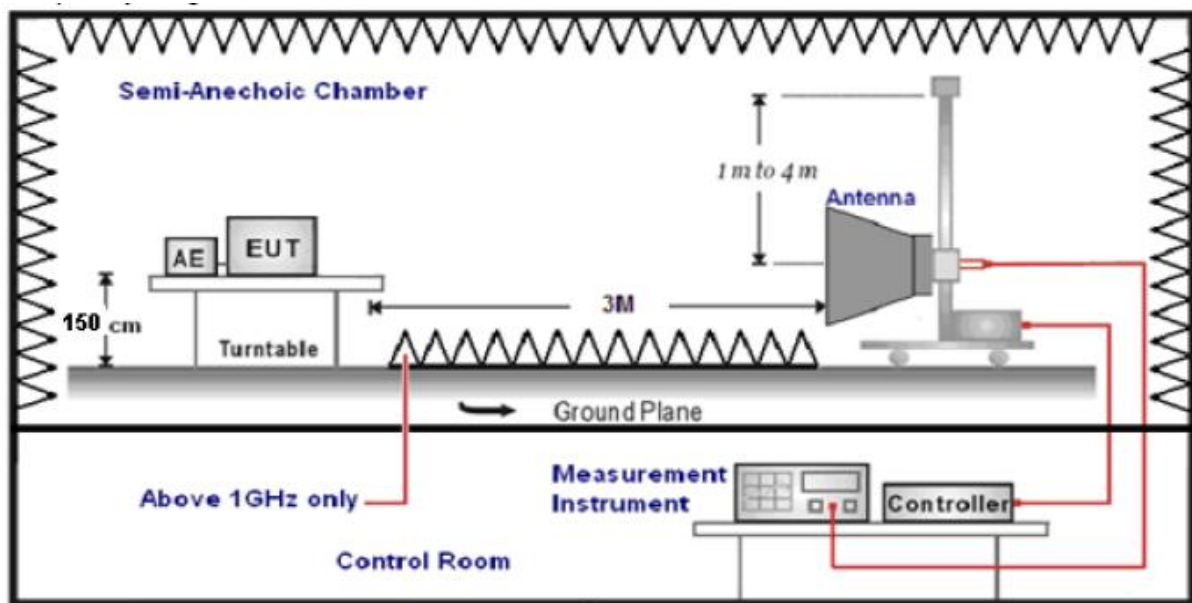 Semi-Anechoic Chamber
1 m to 4 m
Antenna
AE
EUT
150 cm
3M
Turntable
Ground Plane
Above 1GHz only
Measurement
Instrument
Controller
Control Room